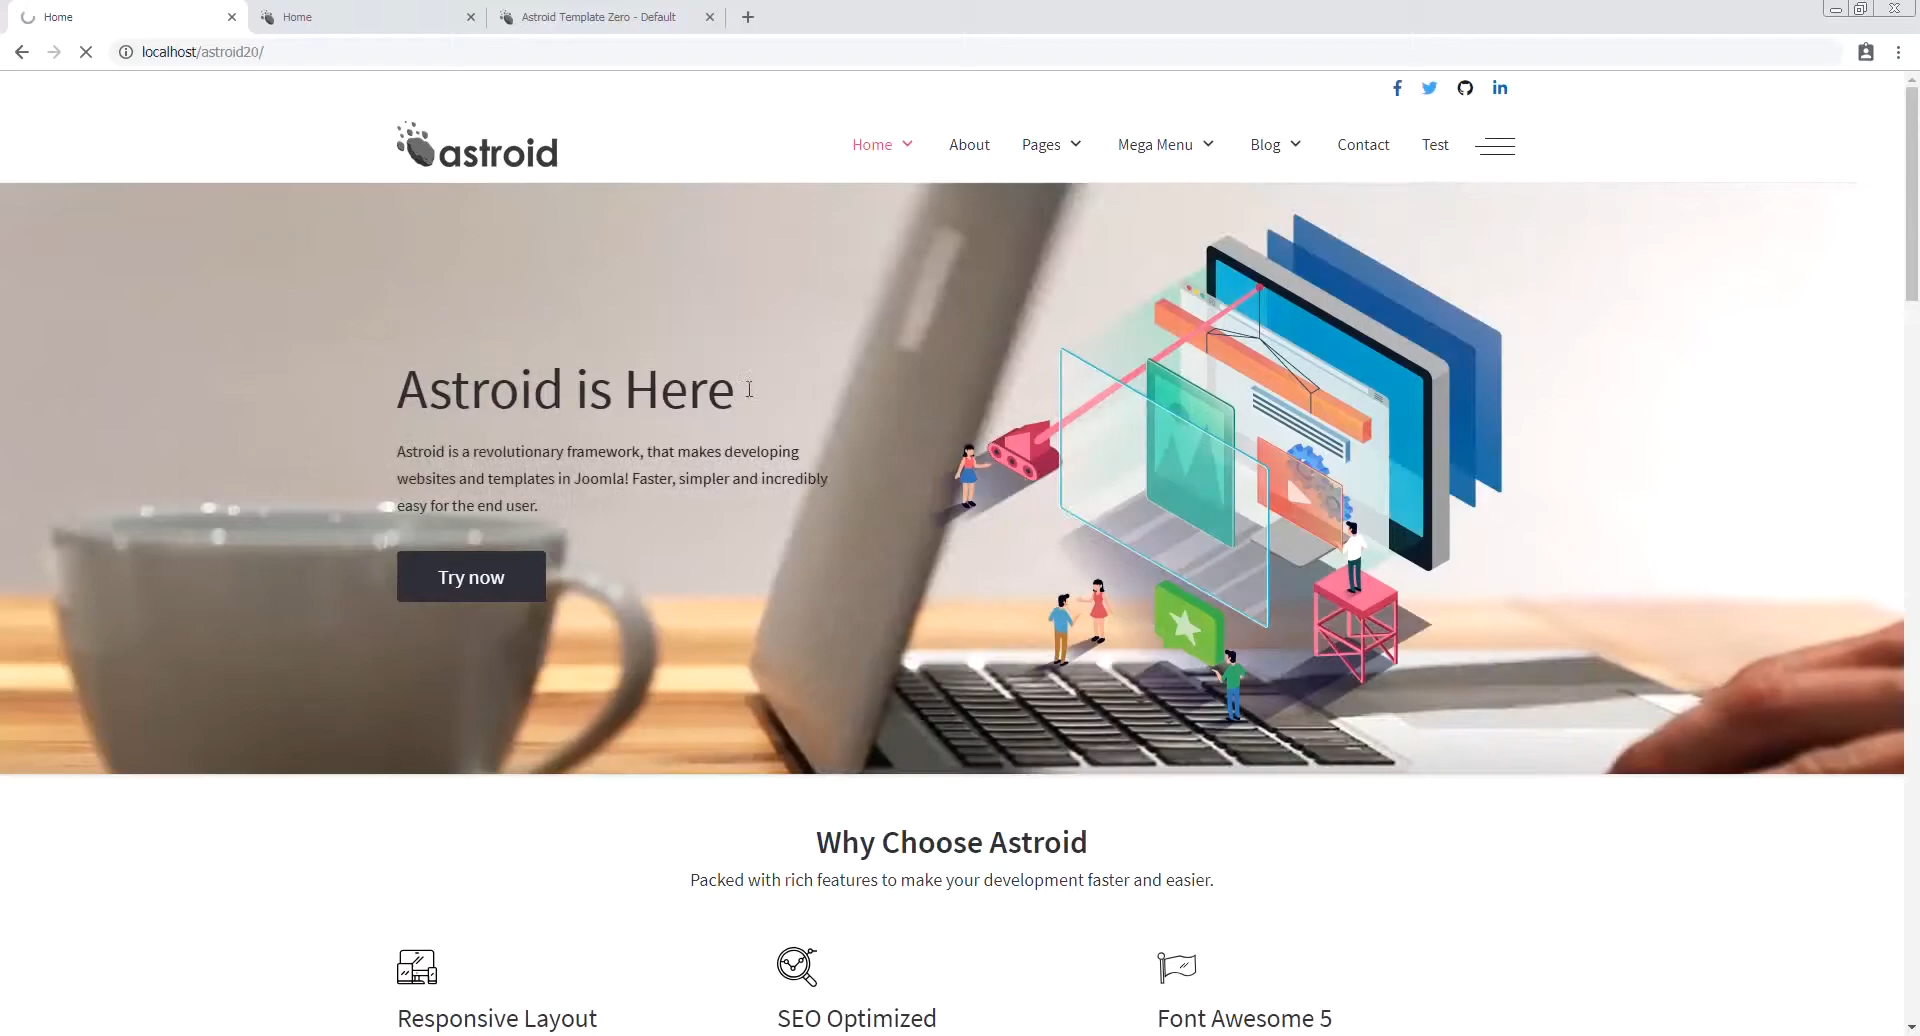 Home
Home
Astroid Template Zero - Default
localhost/astroid20/
astroid
Home
About
Pages
Mega Menu
Blog
Contact
Test
Astroid is Here
Astroid is a revolutionary framework, that makes developing
websites and templates in Joomla! Faster, simpler and incredibly
easy for the end user.
Try now
Why Choose Astroid
Packed with rich features to make your development faster and easier.
Responsive Layout
SEO Optimized
Font Awesome 5